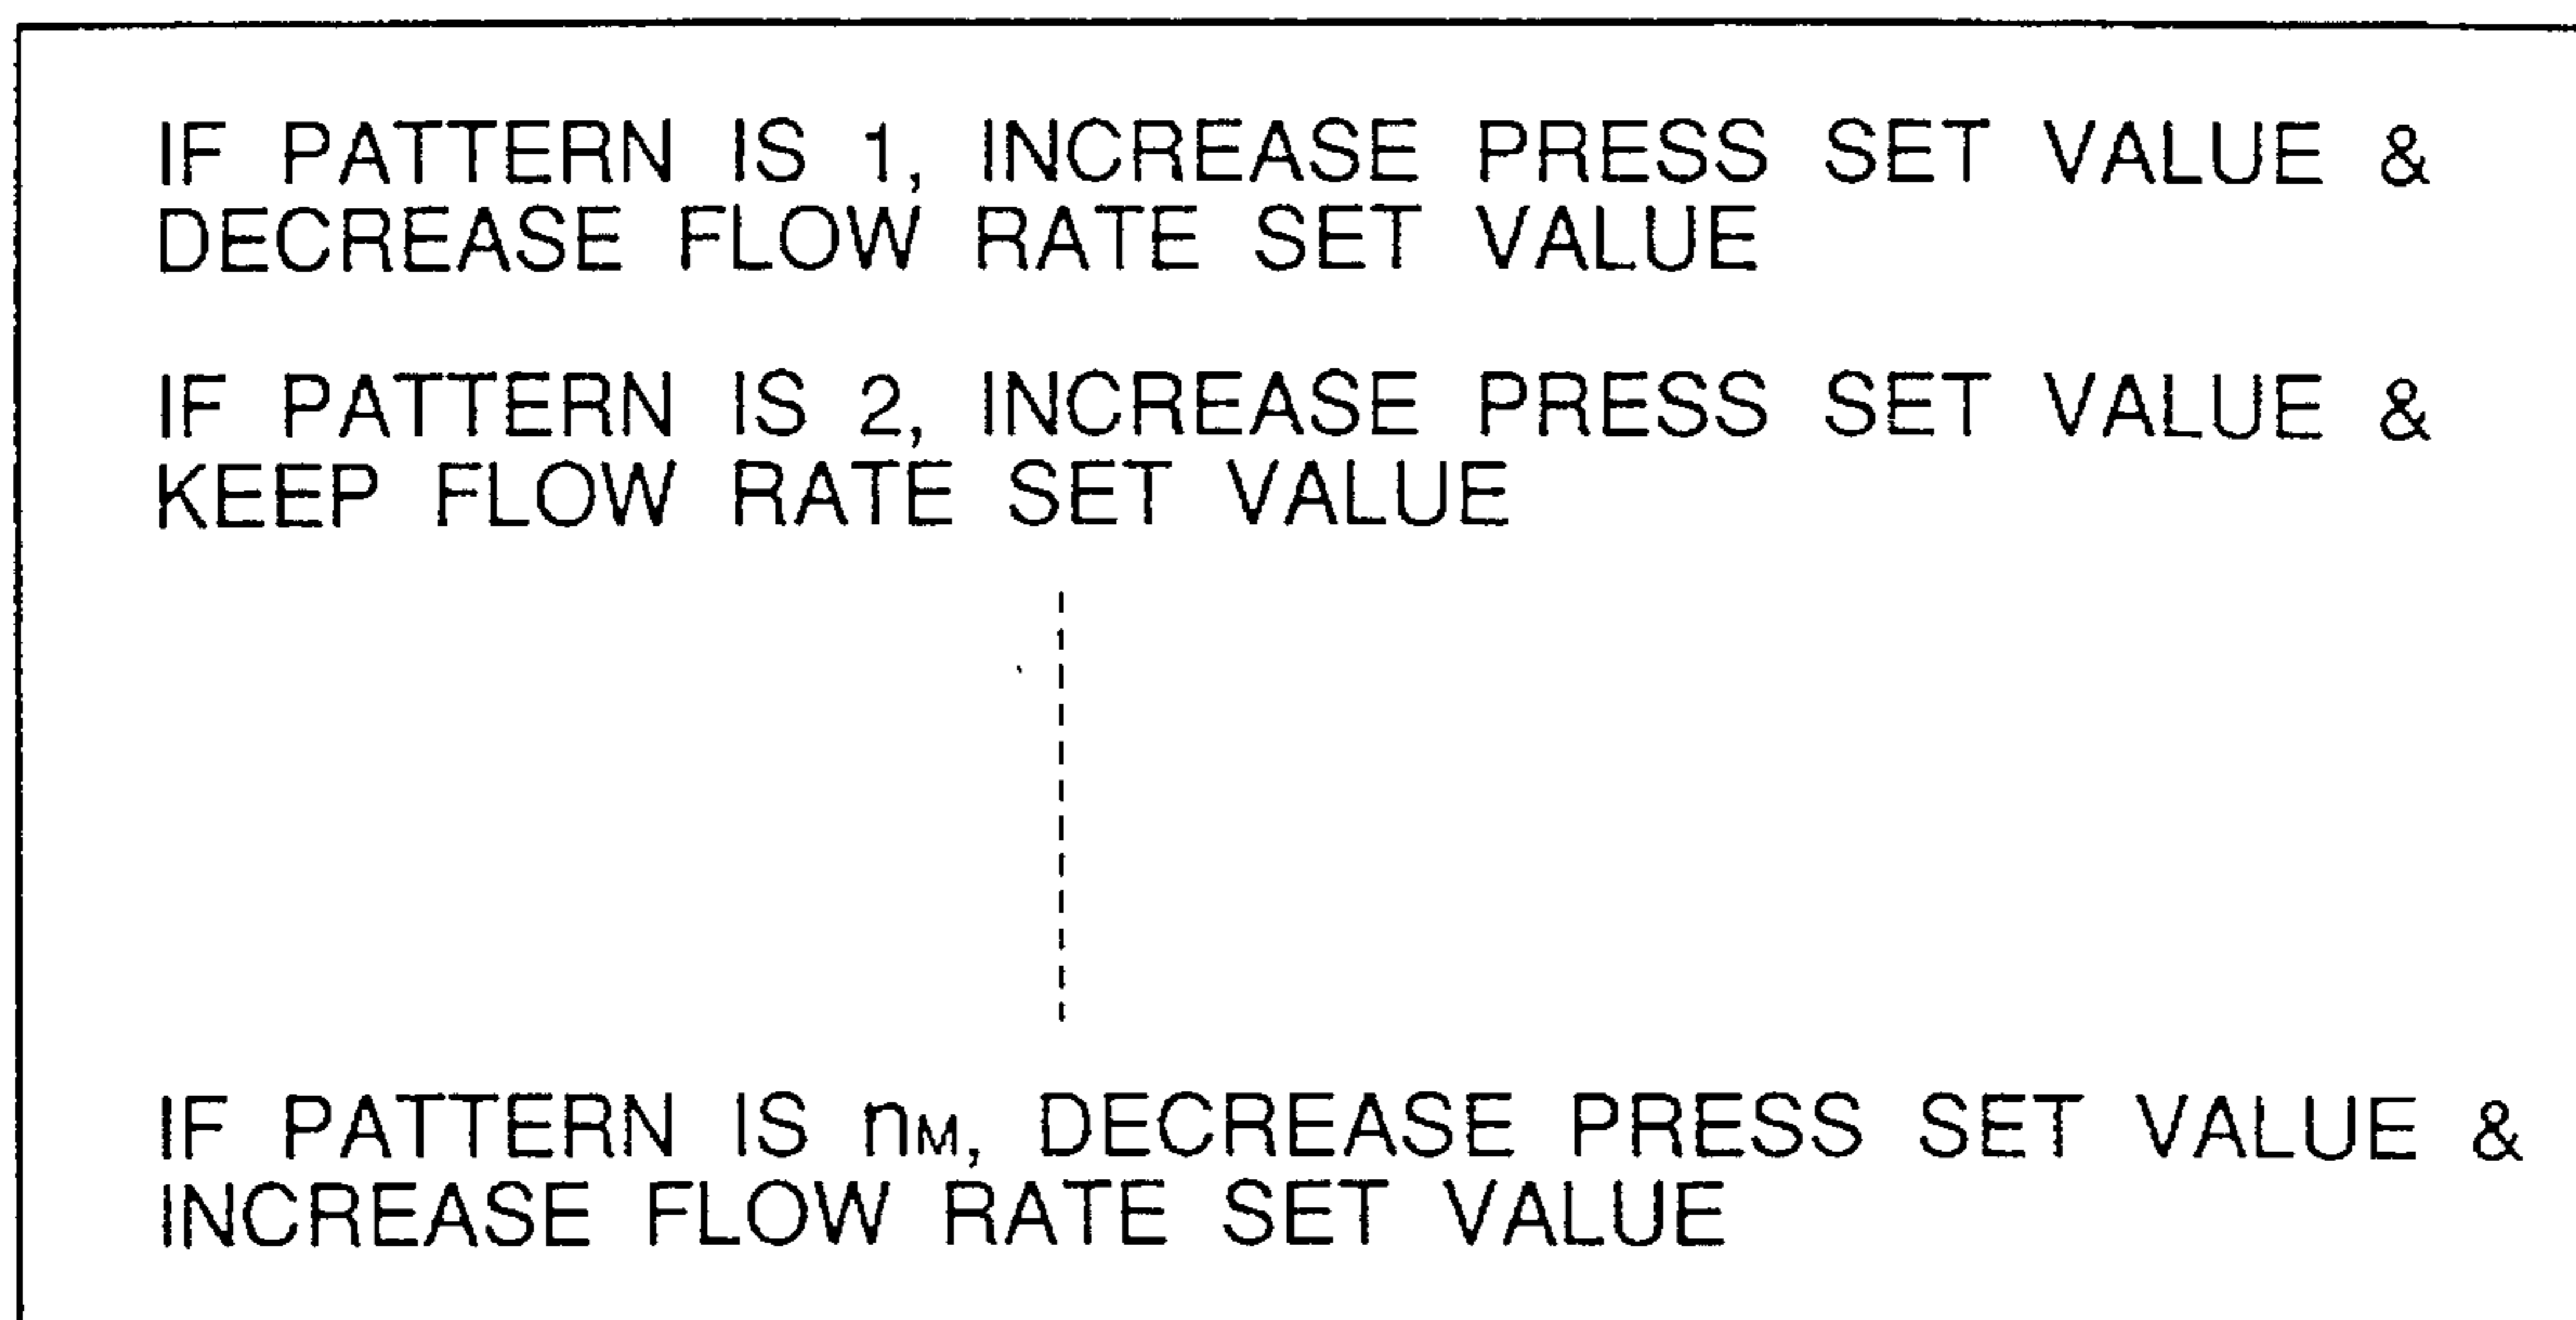 IF PATTERN IS 1, INCREASE PRESS SET VALUE &
DECREASE FLOW RATE SET VALUE
IF PATTERN IS 2, INCREASE PRESS SET VALUE &
KEEP FLOW RATE SET VALUE
IF PATTERN IS nM, DECREASE PRESS SET VALUE &
INCREASE FLOW RATE SET VALUE